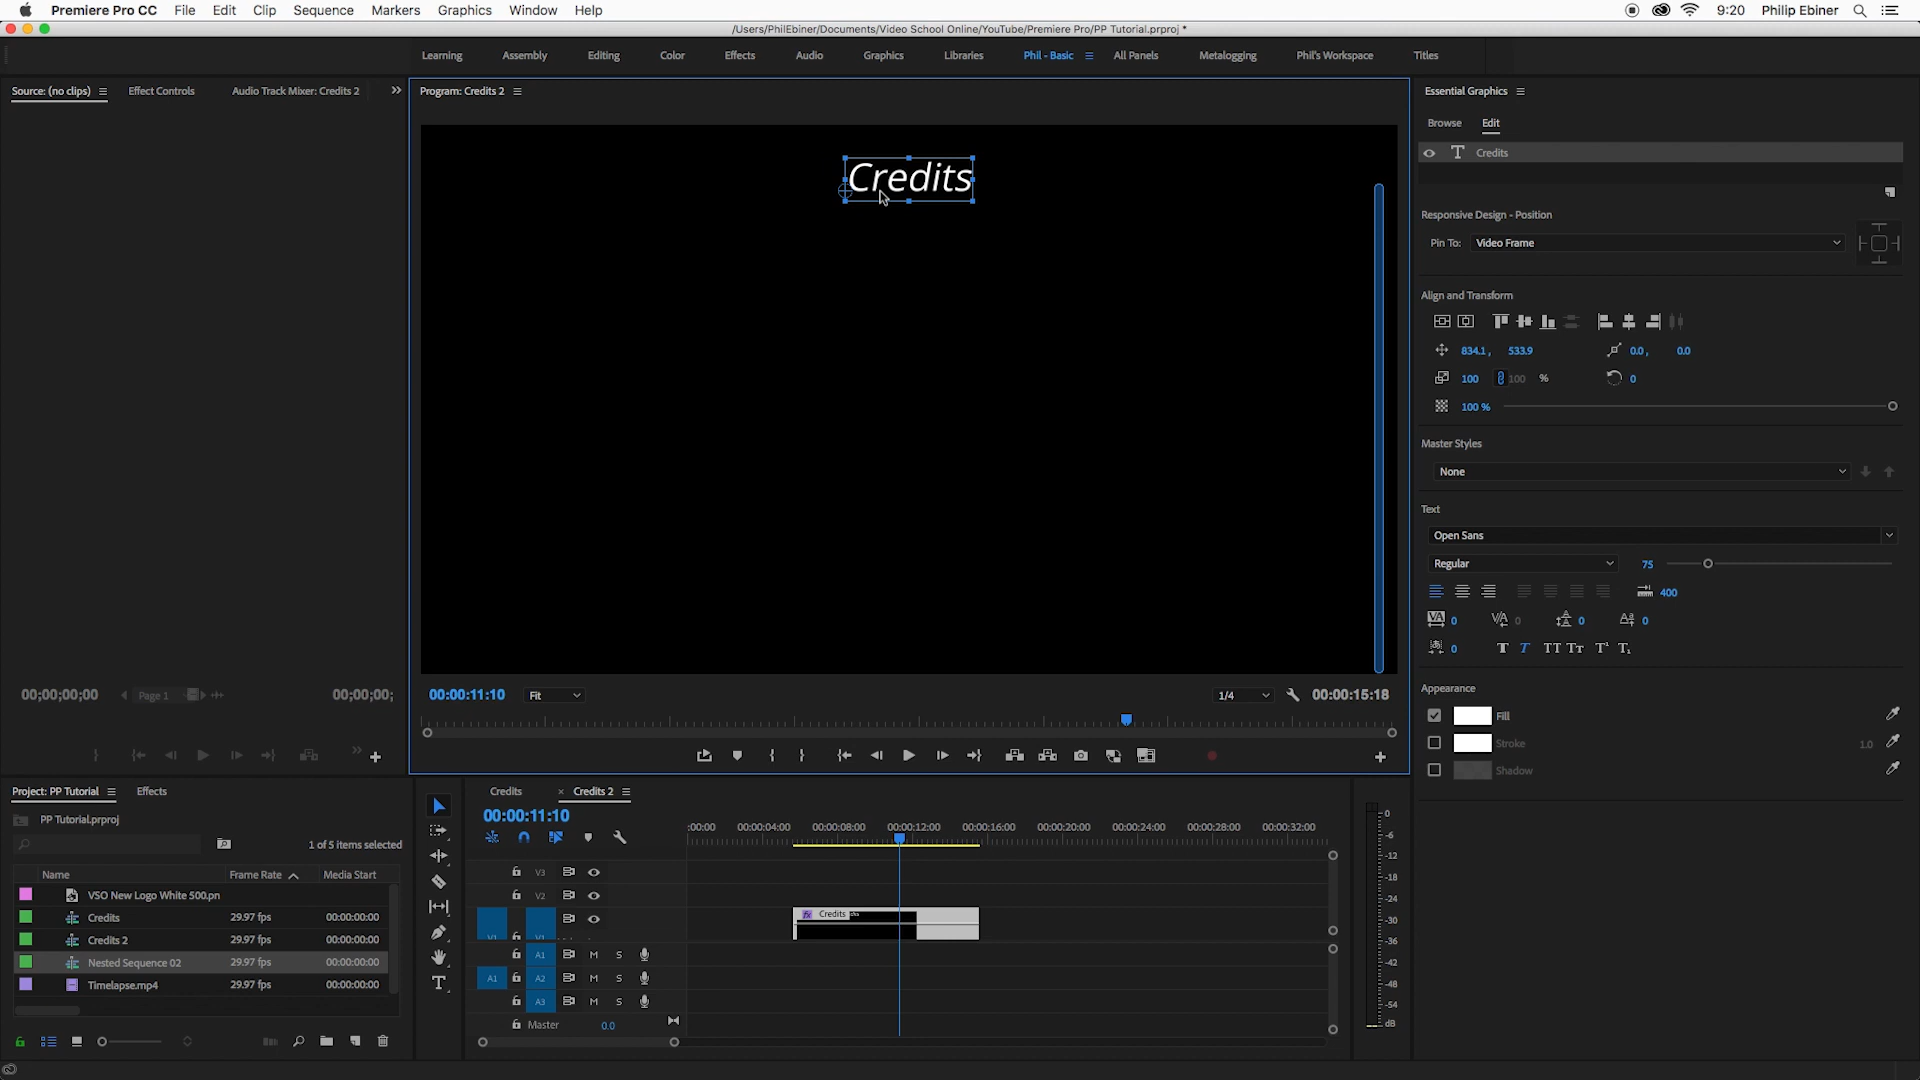 Premiere Pro CC File Edit Clip Sequence Markers Graphics Window Help 9:20 Philip Ebiner
/Users/PhilEbiner/Documents/Video School Online/YouTube/Premiere Pro/PP Tutorial.prproj *
Learning Assembly Editing Color Effects Audio Graphics Libraries Phil - Basic All Panels Metalogging Phil's Workspace Titles
Source: (no clips) Effect Controls Audio Track Mixer: Credits 2
Program: Credits 2
Credits
00;00;00;00 Page 1 00;00;00;
00:00:11:10 Fit 1/4 00:00:15:18
Essential Graphics
Browse Edit
Credits
Responsive Design - Position
Pin To: Video Frame
Align and Transform
834.1 , 533.9 0.0 , 0.0
100 100 % 0
100 %
Master Styles
None
Text
Open Sans
Regular 75
400
0 0 0 0
0
Appearance
Fill
Stroke 1.0
Shadow
Project: PP Tutorial Effects
PP Tutorial.prproj
1 of 5 items selected
Name Frame Rate Media Start
VSO New Logo White 500.pn
Credits 29.97 fps 00:00:00:00
Credits 2 29.97 fps 00:00:00:00
Nested Sequence 02 29.97 fps 00:00:00:00
Timelapse.mp4 29.97 fps 00:00:00:00
Credits Credits 2
00:00:11:10
:00:00 00:00:04:00 00:00:08:00 00:00:12:00 00:00:16:00 00:00:20:00 00:00:24:00 00:00:28:00 00:00:32:00
V3
V2
V1 V1
fx Credits
A1 M S
A1 A2 M S
A3 M S
Master 0.0
0
-6
-12
-18
-24
-30
-36
-42
-48
-54
dB